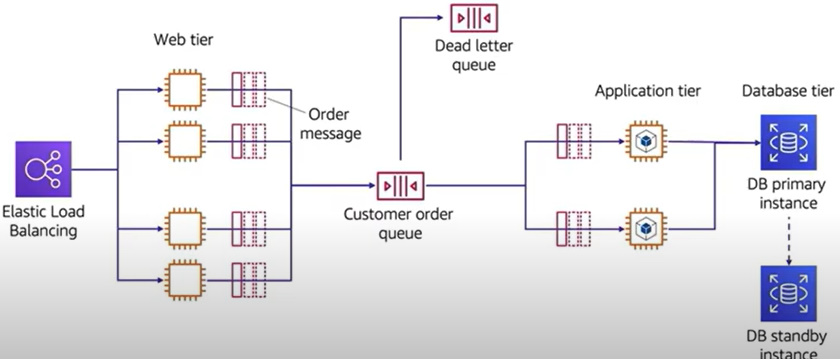 Web tier
Dead letter
queue
Order
message
Application tier
Database tier
Elastic Load
Balancing
Customer order
queue
DB primary
instance
DB standby
instance